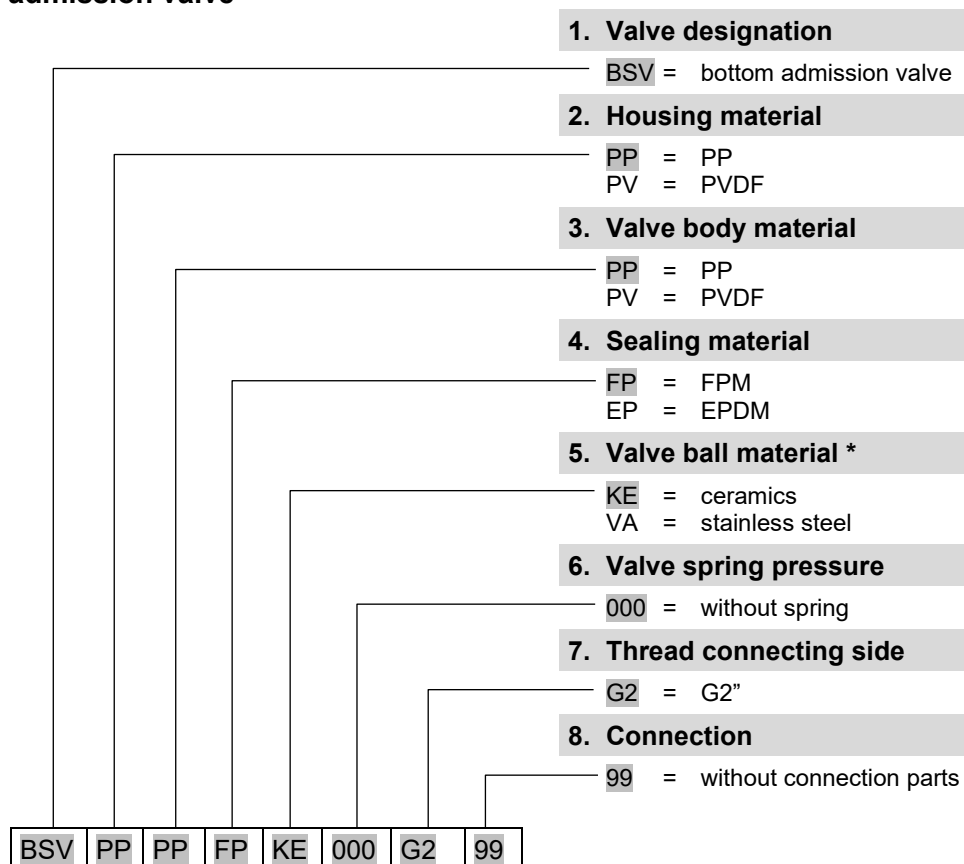 admission valve
1. Valve designation
BSV = bottom admission valve
2. Housing material
PP = PP
PV = PVDF
3. Valve body material
PP = PP
PV = PVDF
4. Sealing material
FP = FPM
EP = EPDM
5. Valve ball material *
KE = ceramics
VA = stainless steel
6. Valve spring pressure
000 = without spring
7. Thread connecting side
G2 = G2”
8. Connection
99 = without connection parts
BSV PP PP FP KE 000 G2 99